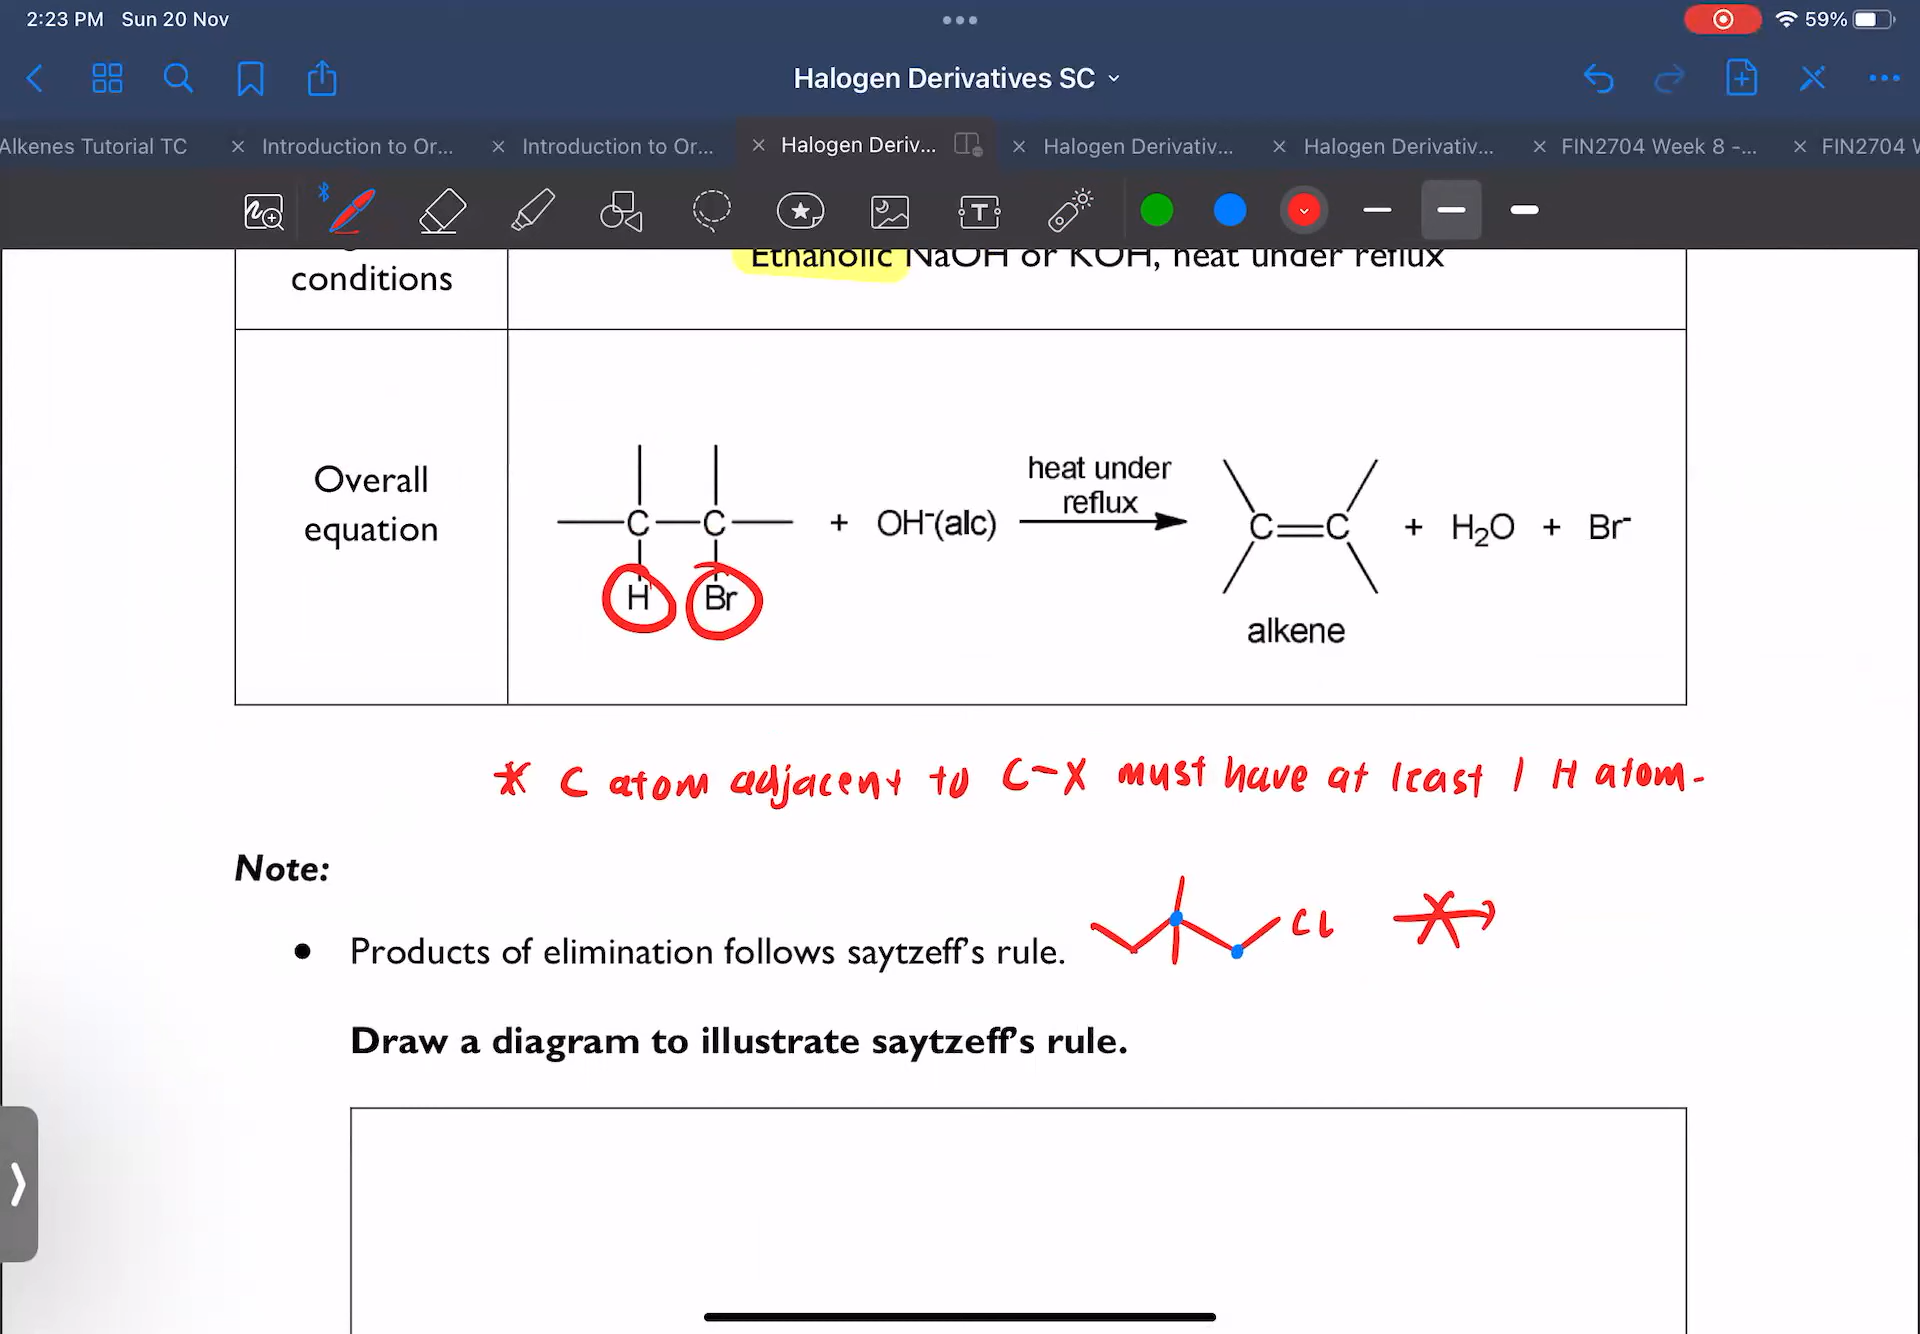 2:23 PM Sun 20 Nov
59%
Halogen Derivatives SC
Alkenes Tutorial TC
Introduction to Or...
Introduction to Or...
Halogen Deriv...
Halogen Derivativ...
Halogen Derivativ...
FIN2704 Week 8 -...
FIN2704 W
conditions
Ethanolic NaOH or KOH, heat under reflux
Overall
equation
C C
H Br
+ OH⁻(alc)
heat under
reflux
C C
+ H₂O + Br⁻
alkene
* C atom adjacent to C-X must have at least 1 H atom.
Note:
Cl
• Products of elimination follows saytzeff's rule.
Draw a diagram to illustrate saytzeff's rule.